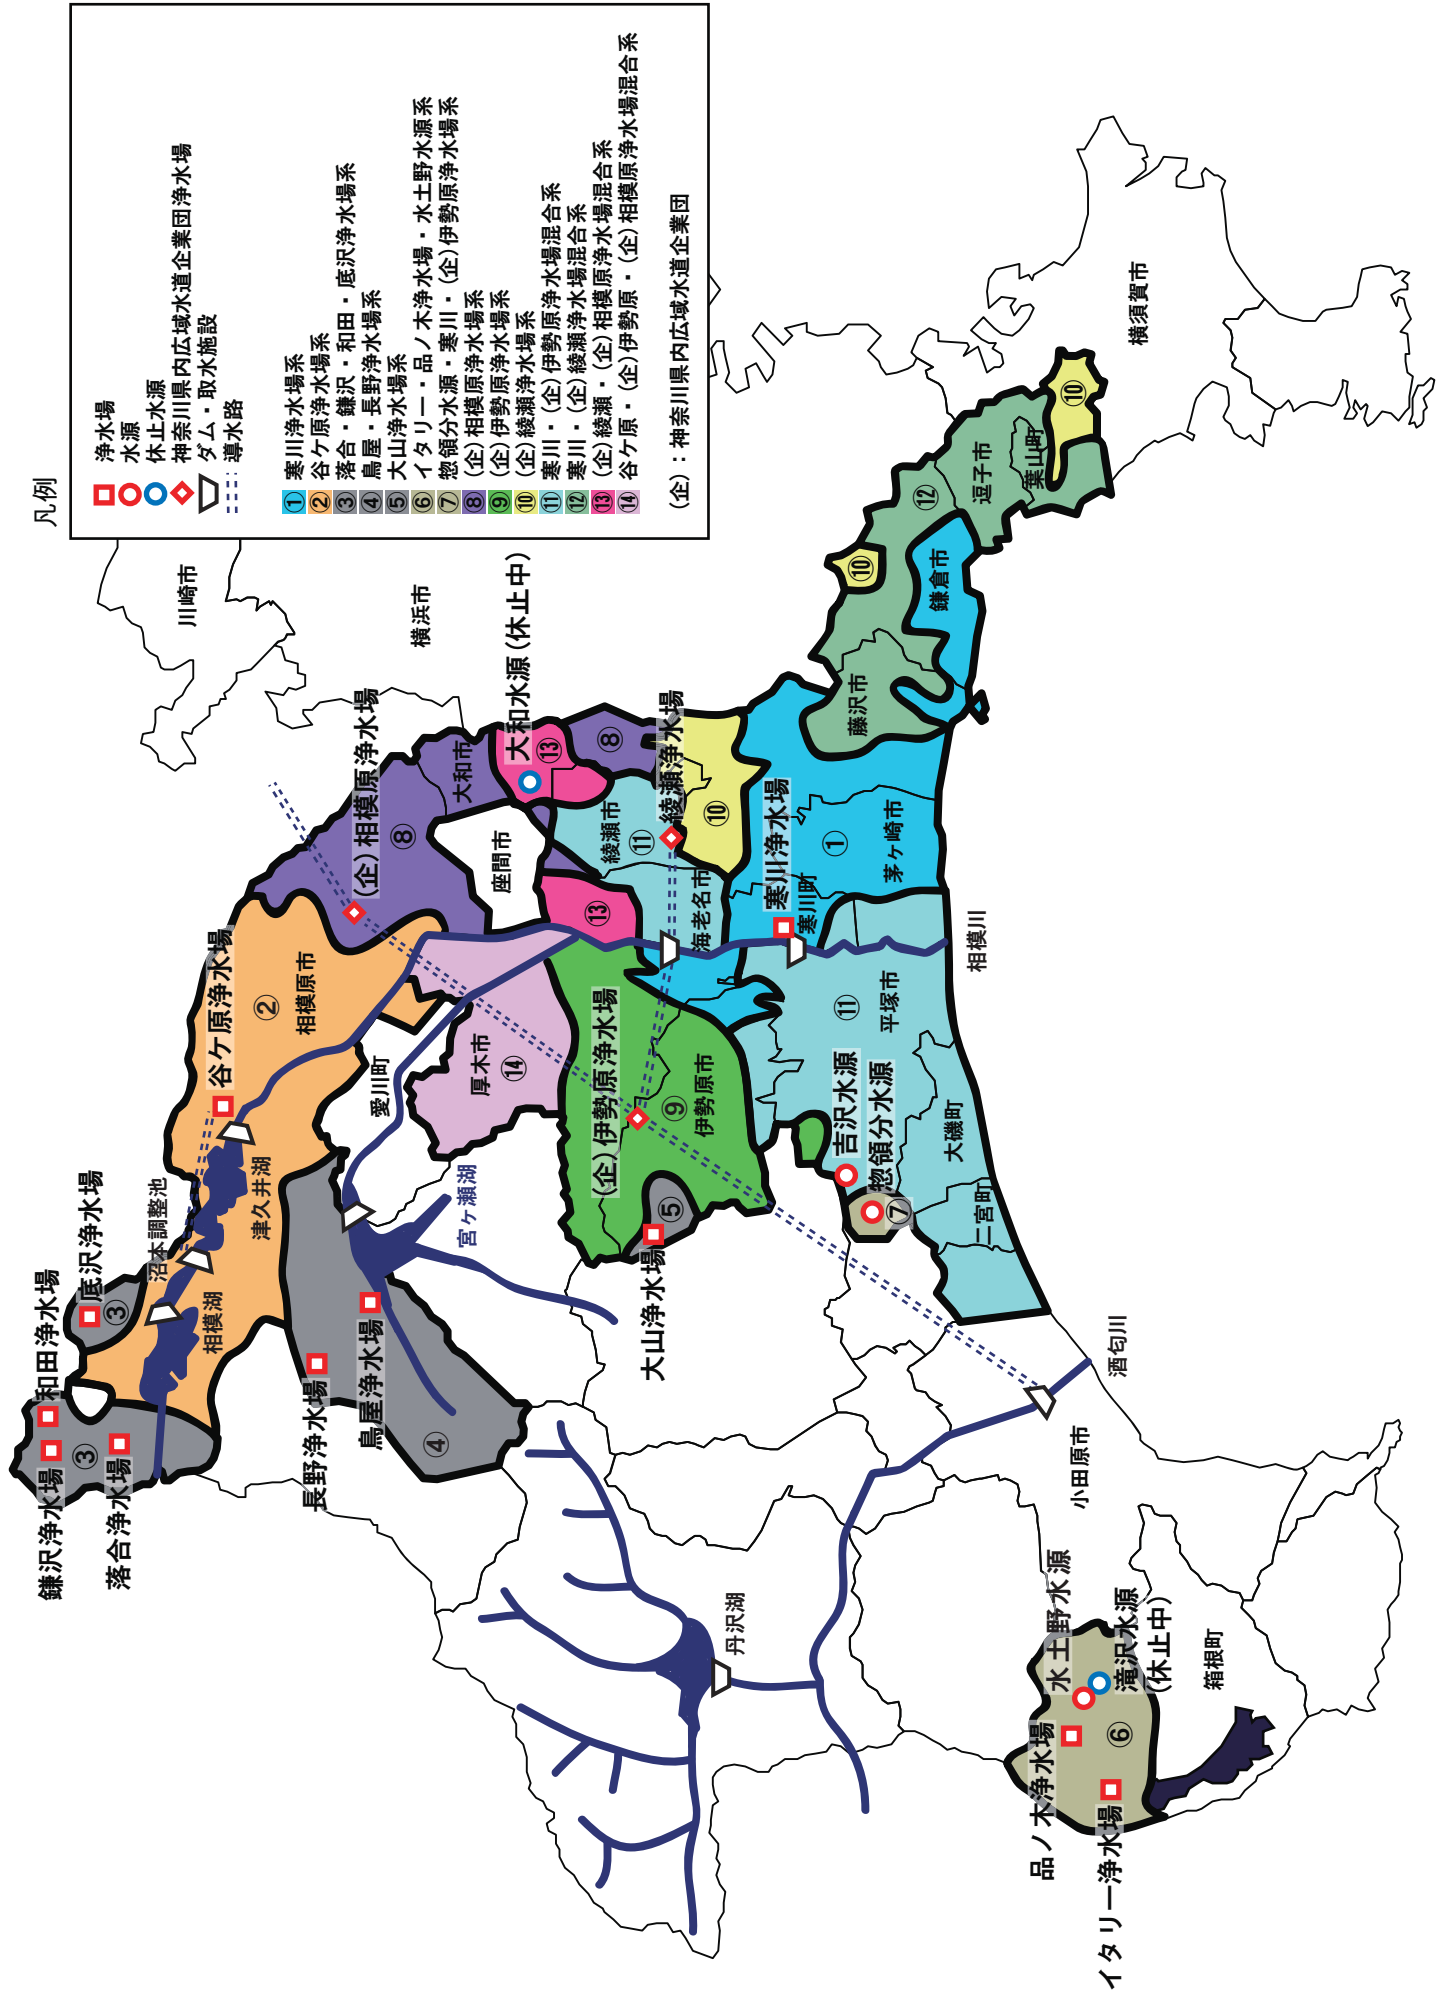 凡例
浄水場
水源
休止水源
神奈川県内広域水道企業団浄水場
ダム・取水施設
導水路
① 寒川浄水場系
② 谷ケ原浄水場系
③ 落合・鎌沢・和田・底沢浄水場系
④ 鳥屋・長野浄水場系
⑤ 大山浄水場系
⑥ イタリー・品ノ木浄水場・水土野水源系
⑦ 惣領分水源・寒川・(企)伊勢原浄水場系
⑧ (企)相模原浄水場系
⑨ (企)伊勢原浄水場系
⑩ (企)綾瀬浄水場系
⑪ 寒川・(企)伊勢原浄水場混合系
⑫ 寒川・(企)綾瀬浄水場混合系
⑬ (企)綾瀬・(企)相模原浄水場混合系
⑭ 谷ケ原・(企)伊勢原・(企)相模原浄水場混合系
(企):神奈川県内広域水道企業団
鎌沢浄水場
和田浄水場
底沢浄水場
③
③
落合浄水場
沼本調整池
相模湖
津久井湖
谷ケ原浄水場
②
相模原市
川崎市
長野浄水場
鳥屋浄水場
④
愛川町
宮ヶ瀬湖
(企)相模原浄水場
⑧
大和市
横浜市
厚木市
⑭
座間市
大和水源(休止中)
⑬
⑧
⑬
(企)伊勢原浄水場
綾瀬市
⑪
綾瀬浄水場
⑩
大山浄水場
⑤
⑨
伊勢原市
海老名市
丹沢湖
寒川浄水場
寒川町
①
茅ヶ崎市
藤沢市
⑩
⑫
鎌倉市
逗子市
葉山町
⑩
横須賀市
吉沢水源
惣領分水源
⑦
⑪
平塚市
大磯町
二宮町
相模川
酒匂川
小田原市
水土野水源
滝沢水源
(休止中)
品ノ木浄水場
⑥
イタリー浄水場
箱根町